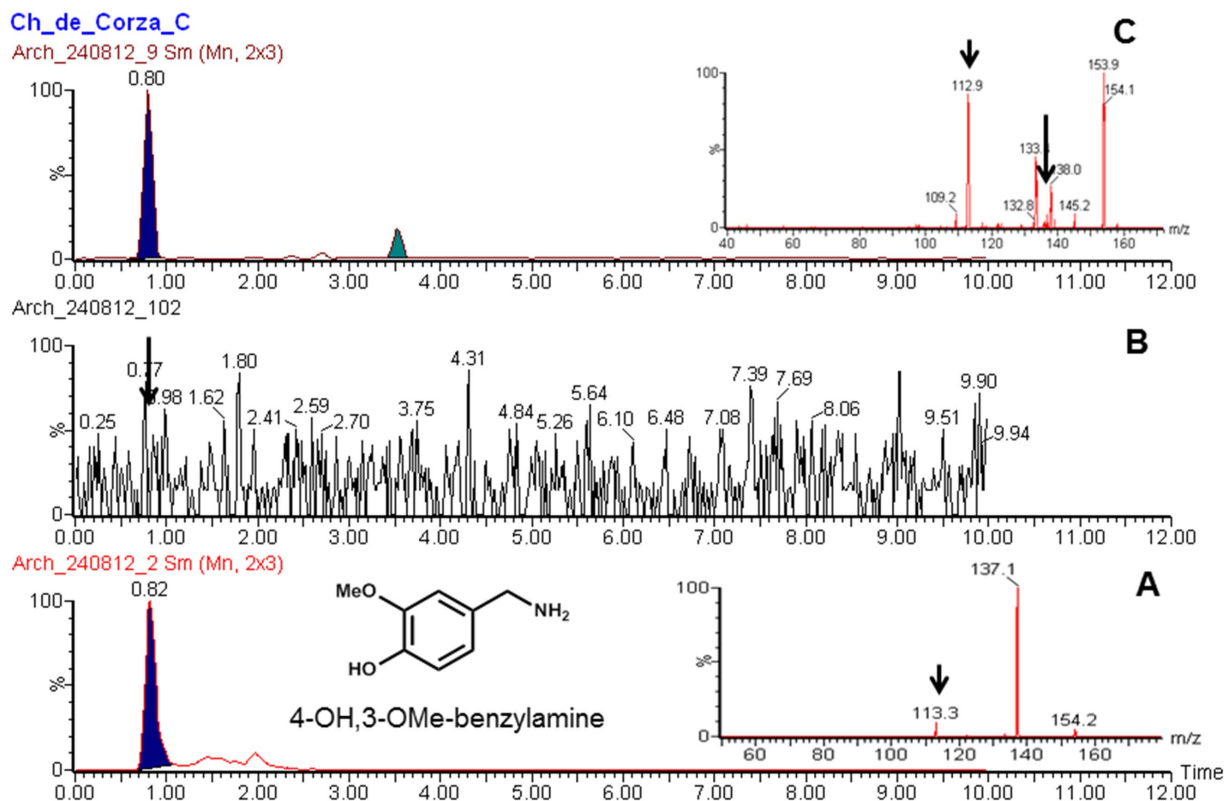 Ch_de_Corza_C
Arch_240812_9 Sm (Mn, 2x3)
C
0.80
100
%
0
0.00 1.00 2.00 3.00 4.00 5.00 6.00 7.00 8.00 9.00 10.00 11.00 12.00
100
%
0
153.9
154.1
112.9
133.
38.0
109.2
132.8
145.2
40 60 80 100 120 140 160
m/z
Arch_240812_102
B
100
%
0
0.25
0.77
.98
1.62
1.80
2.41
2.59
2.70
3.75
4.31
4.84
5.26
5.64
6.10
6.48
7.08
7.39
7.69
8.06
9.51
9.90
9.94
0.00 1.00 2.00 3.00 4.00 5.00 6.00 7.00 8.00 9.00 10.00 11.00 12.00
Arch_240812_2 Sm (Mn, 2x3)
A
0.82
100
%
0
MeO
NH2
HO
4-OH,3-OMe-benzylamine
137.1
100
%
0
113.3
154.2
60 80 100 120 140 160
m/z
Time
0.00 1.00 2.00 3.00 4.00 5.00 6.00 7.00 8.00 9.00 10.00 11.00 12.00